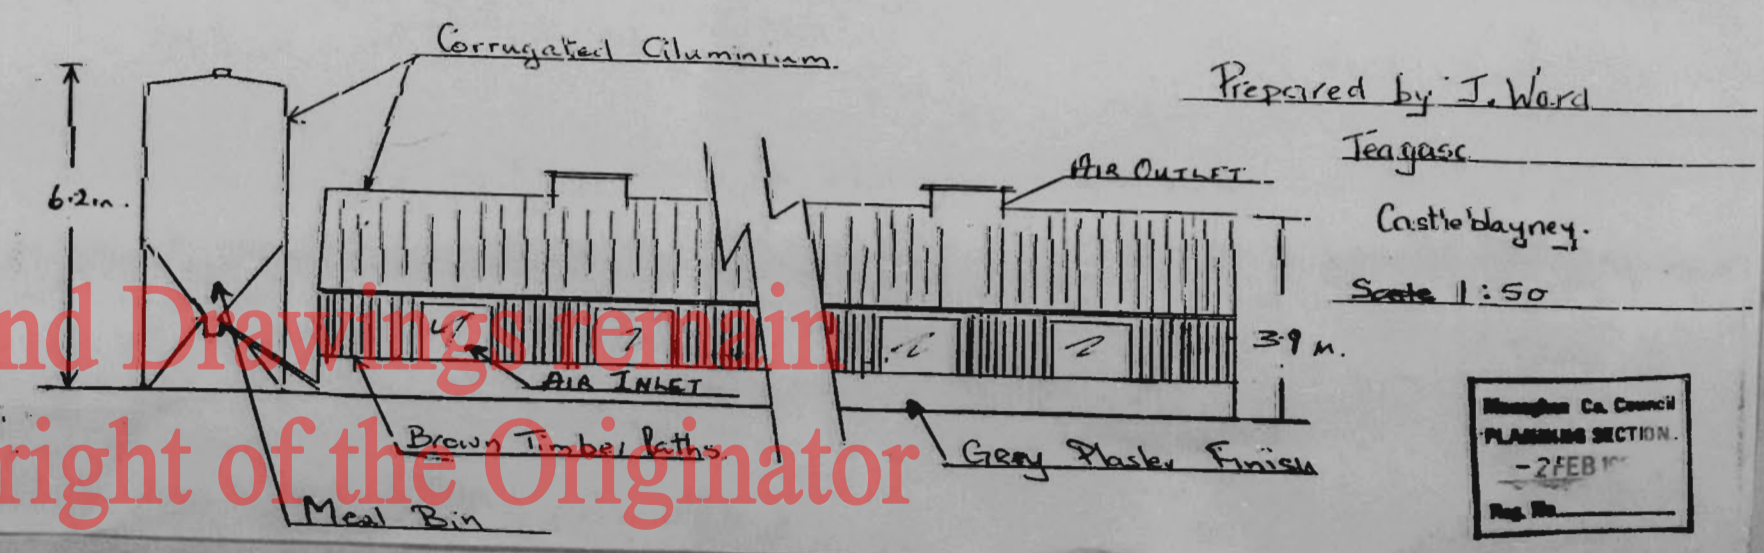 Corrugated Aluminium.
Prepared by J. Ward
Teagasc
Castleblayney.
Scale 1:50
AIR OUTLET
6.2m.
3.9 m.
AIR INLET
Brown Timber Laths.
Grey Plaster Finish
Meal Bin
nd Drawings remain
right of the Originator
Monaghan Co. Council
PLANNING SECTION.
-2 FEB
Reg. No.